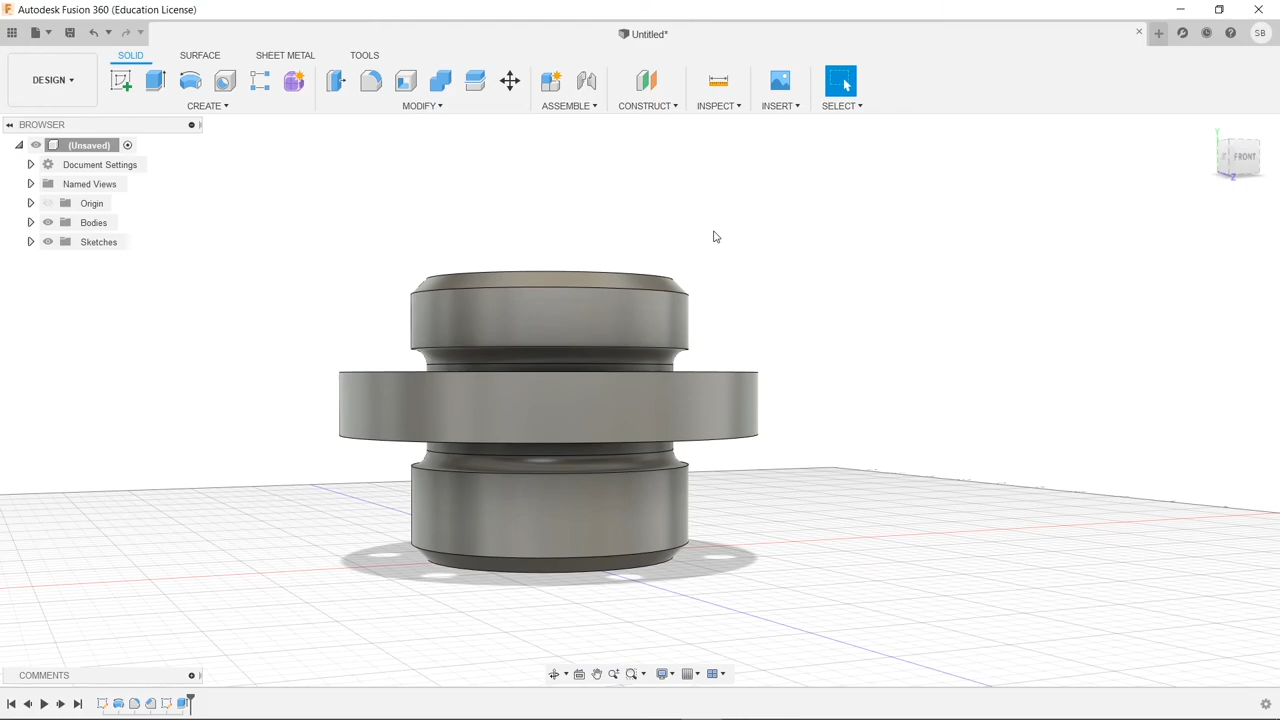 Autodesk Fusion 360 (Education License)
Untitled*
SB
DESIGN
SOLID SURFACE SHEET METAL TOOLS
CREATE MODIFY ASSEMBLE CONSTRUCT INSPECT INSERT SELECT
BROWSER
(Unsaved)
Document Settings
Named Views
Origin
Bodies
Sketches
Y
FRONT
Z
COMMENTS